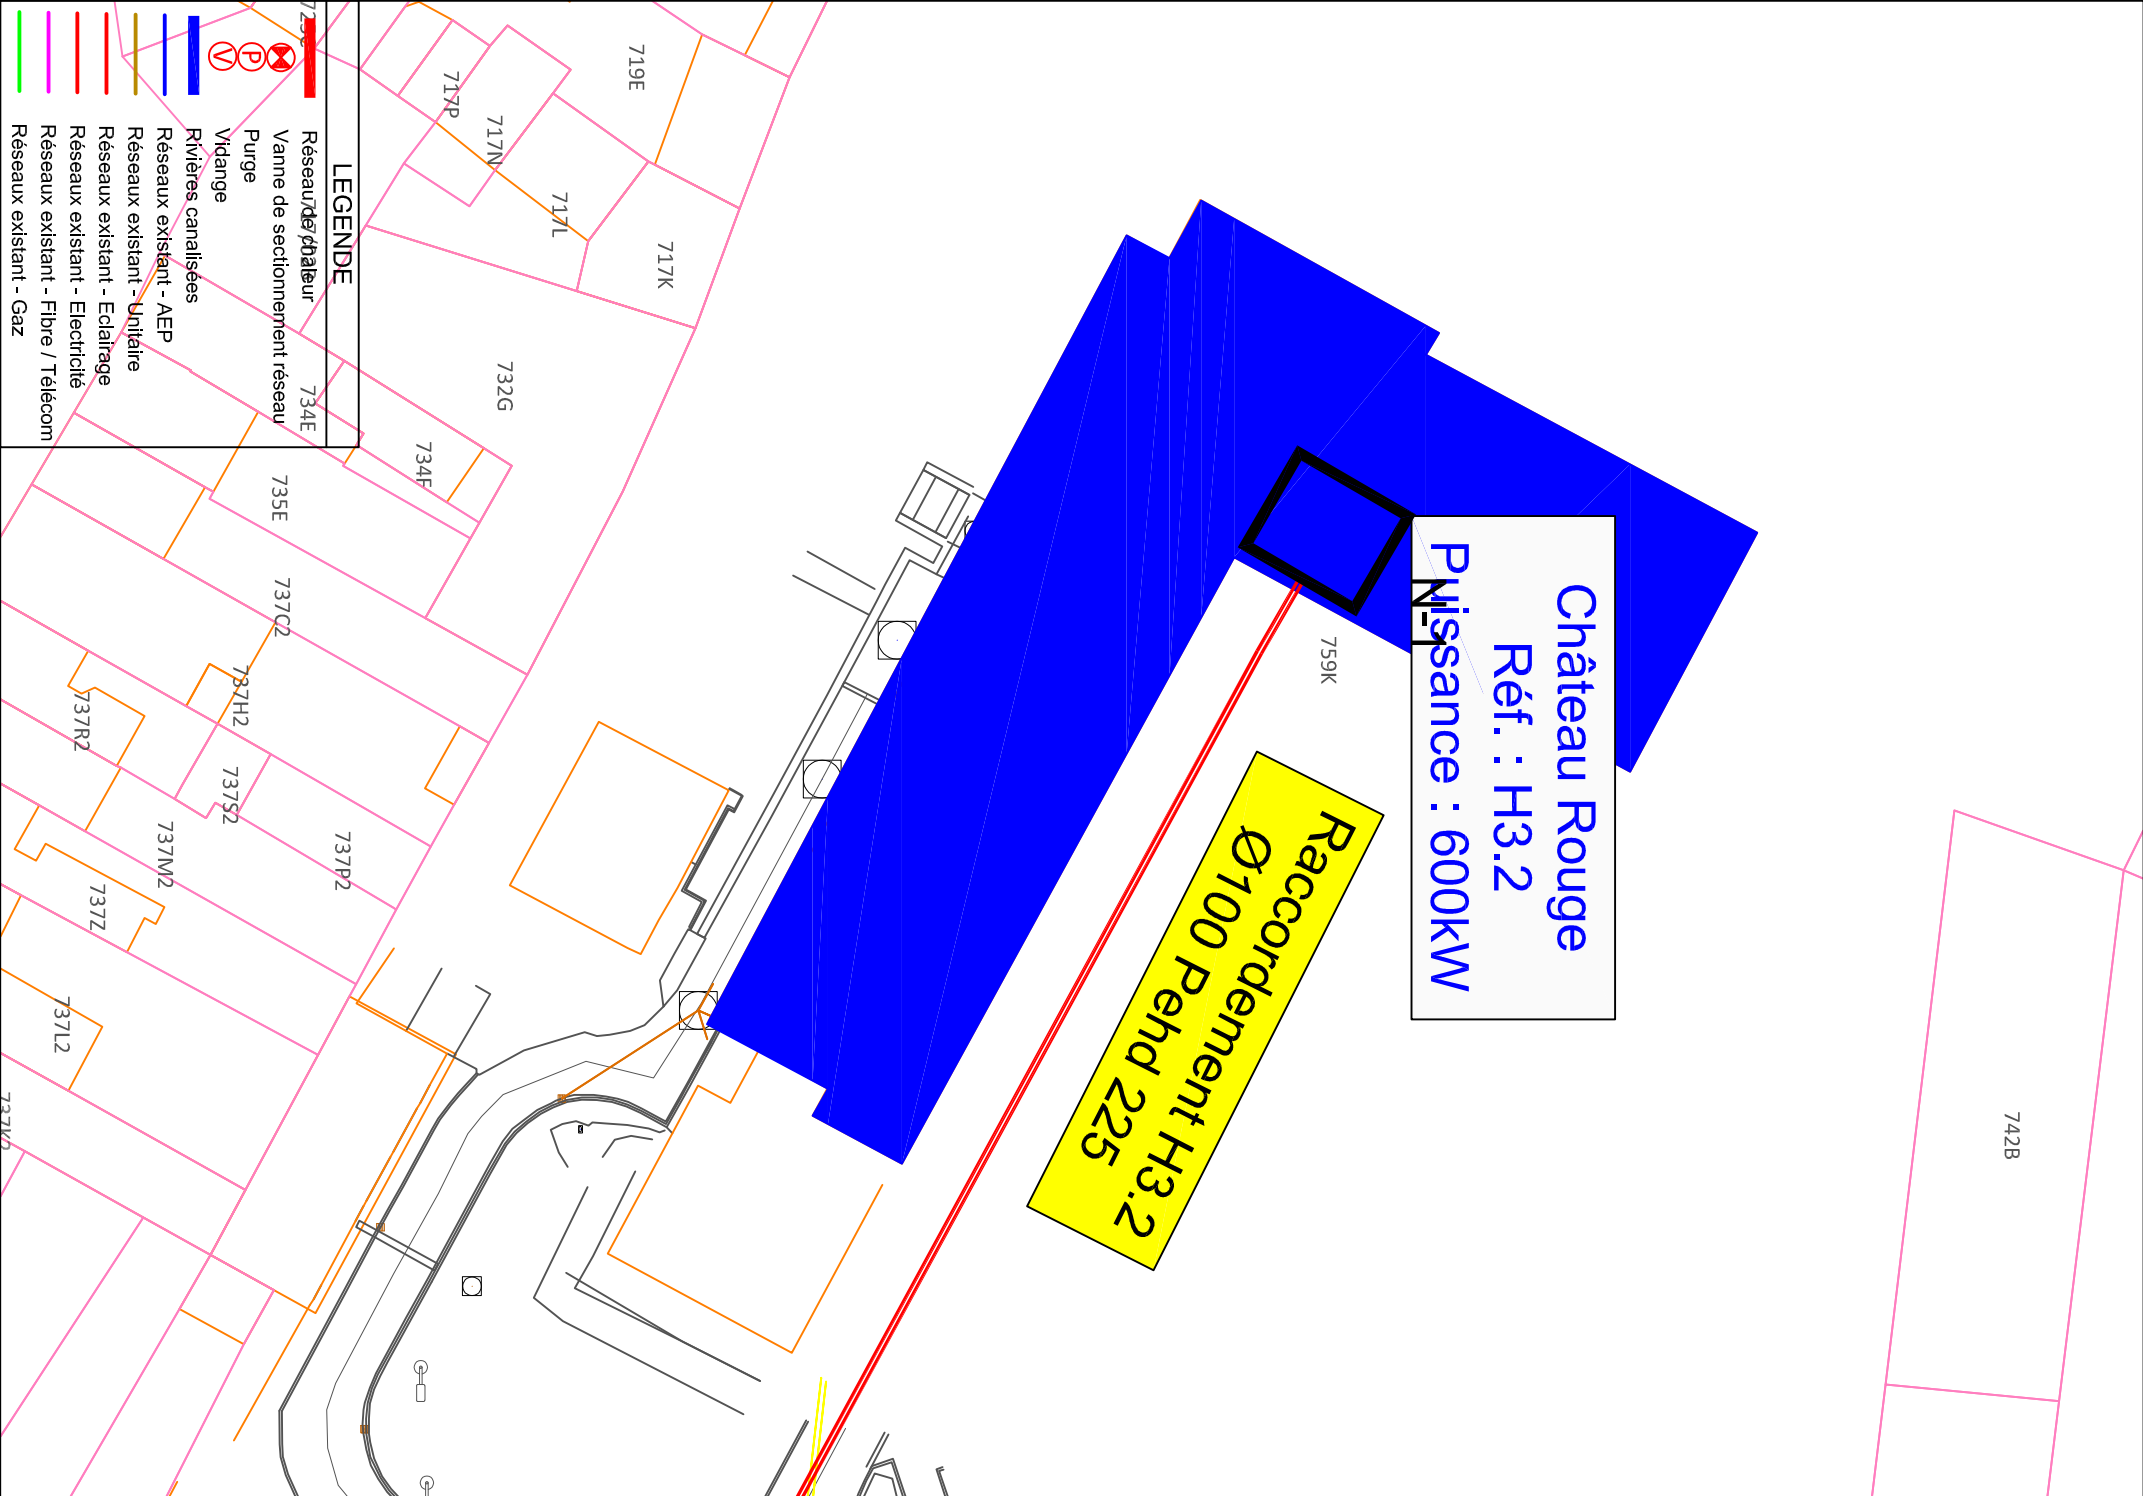 LEGENDE
Réseau de chaleur
Vanne de sectionnement réseau
P
Purge
V
Vidange
Rivières canalisées
Réseaux existant - AEP
Réseaux existant - Unitaire
Réseaux existant - Eclairage
Réseaux existant - Electricité
Réseaux existant - Fibre / Télécom
Réseaux existant - Gaz
Château Rouge
Réf. : H3.2
Puissance : 600kW
N-1
Raccordement H3.2
Ø100 Pehd 225
719E
717P
717N
717L
717K
732G
734E
734F
735E
737C2
737H2
737R2
737S2
737P2
737M2
737Z
737L2
737K2
759K
742B